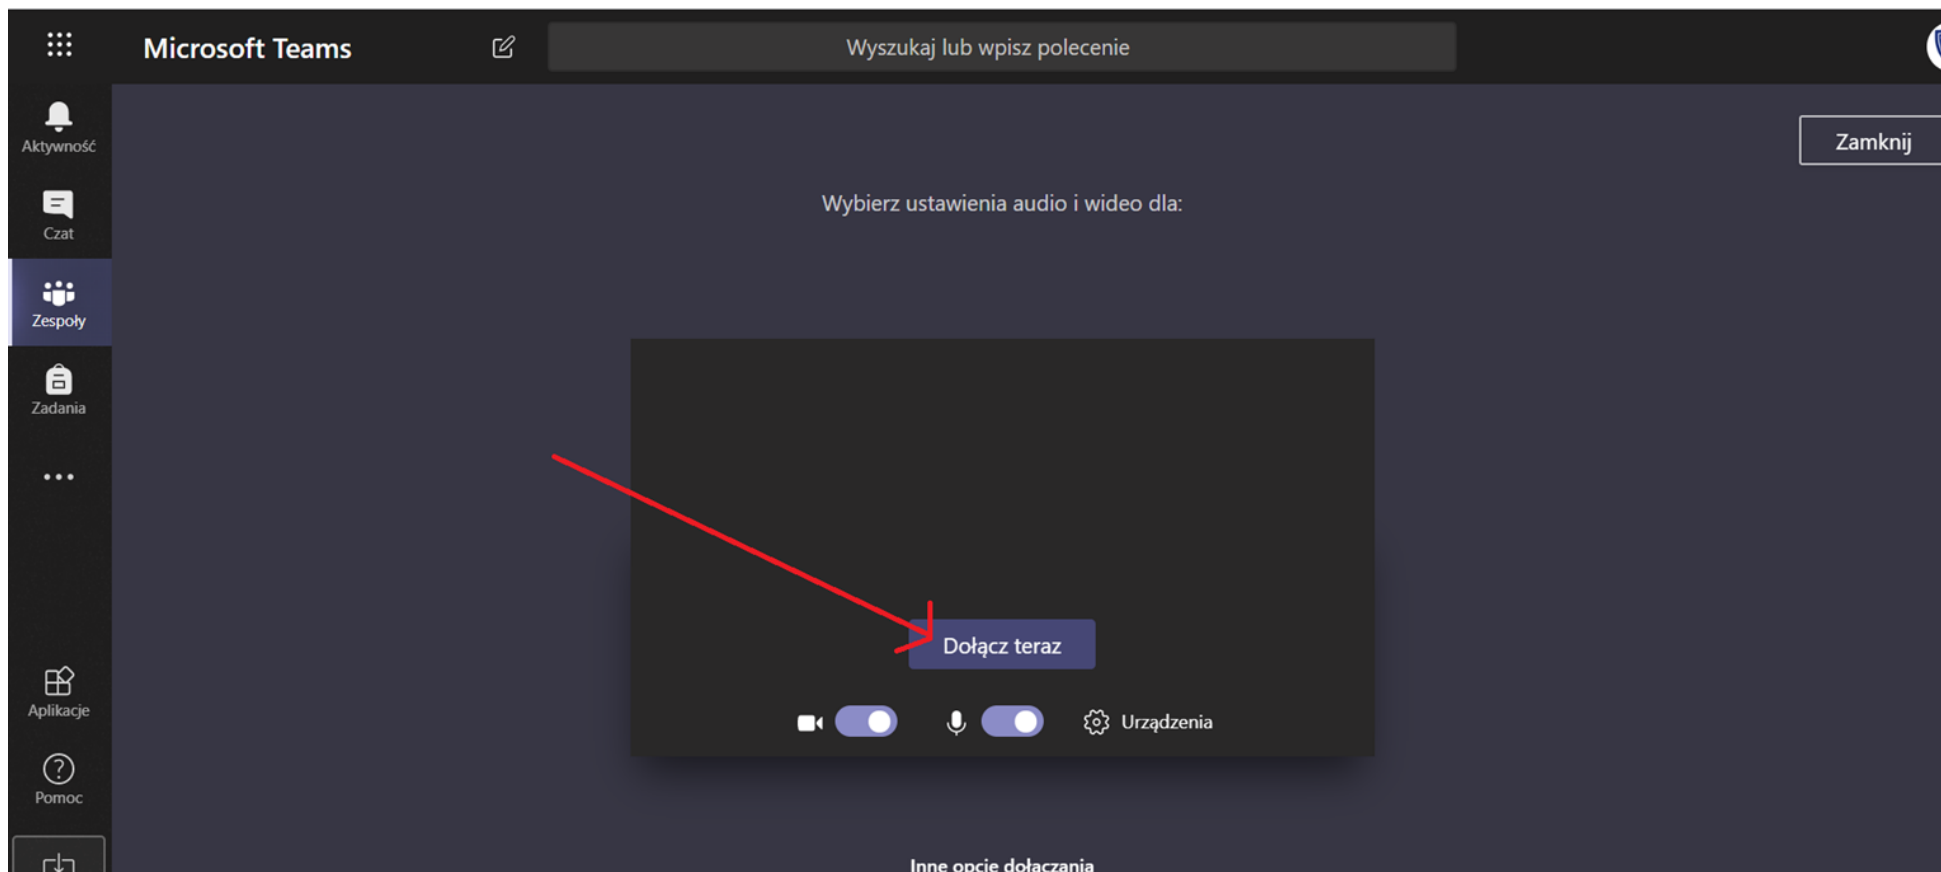 Microsoft Teams
Wyszukaj lub wpisz polecenie
Aktywność
Zamknij
Wybierz ustawienia audio i wideo dla:
Czat
Zespoły
Zadania
Dołącz teraz
Aplikacje
Urządzenia
Pomoc
Inne opcje dołączania